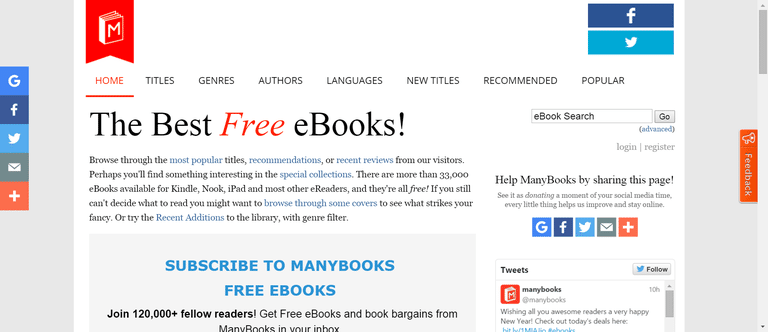 M
HOME TITLES GENRES AUTHORS LANGUAGES NEW TITLES RECOMMENDED POPULAR
The Best Free eBooks!
eBook Search Go
(advanced)
login | register
Browse through the most popular titles, recommendations, or recent reviews from our visitors.
Perhaps you'll find something interesting in the special collections. There are more than 33,000
eBooks available for Kindle, Nook, iPad and most other eReaders, and they're all free! If you still
can't decide what to read you might want to browse through some covers to see what strikes your
fancy. Or try the Recent Additions to the library, with genre filter.
SUBSCRIBE TO MANYBOOKS
FREE EBOOKS
Join 120,000+ fellow readers! Get Free eBooks and book bargains from
ManyBooks in your inbox
Help ManyBooks by sharing this page!
See it as donating a moment of your social media time,
every little thing helps us improve and stay online.
Tweets Follow
manybooks 10h
@manybooks
Wishing all you awesome readers a very happy
New Year! Check out today's deals here:
#ebooks
Feedback